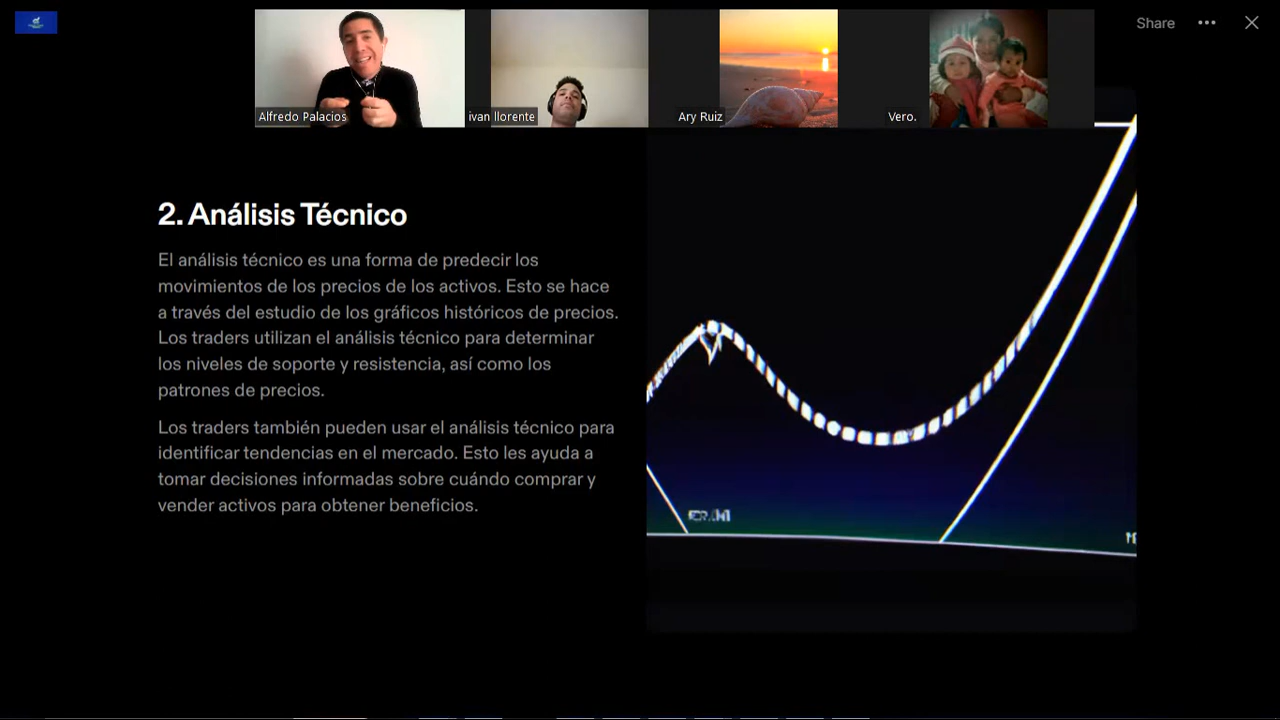 Share
Alfredo Palacios
ivan llorente
Ary Ruiz
Vero.
2. Análisis Técnico
El análisis técnico es una forma de predecir los
movimientos de los precios de los activos. Esto se hace
a través del estudio de los gráficos históricos de precios.
Los traders utilizan el análisis técnico para determinar
los niveles de soporte y resistencia, así como los
patrones de precios.
Los traders también pueden usar el análisis técnico para
identificar tendencias en el mercado. Esto les ayuda a
tomar decisiones informadas sobre cuándo comprar y
vender activos para obtener beneficios.